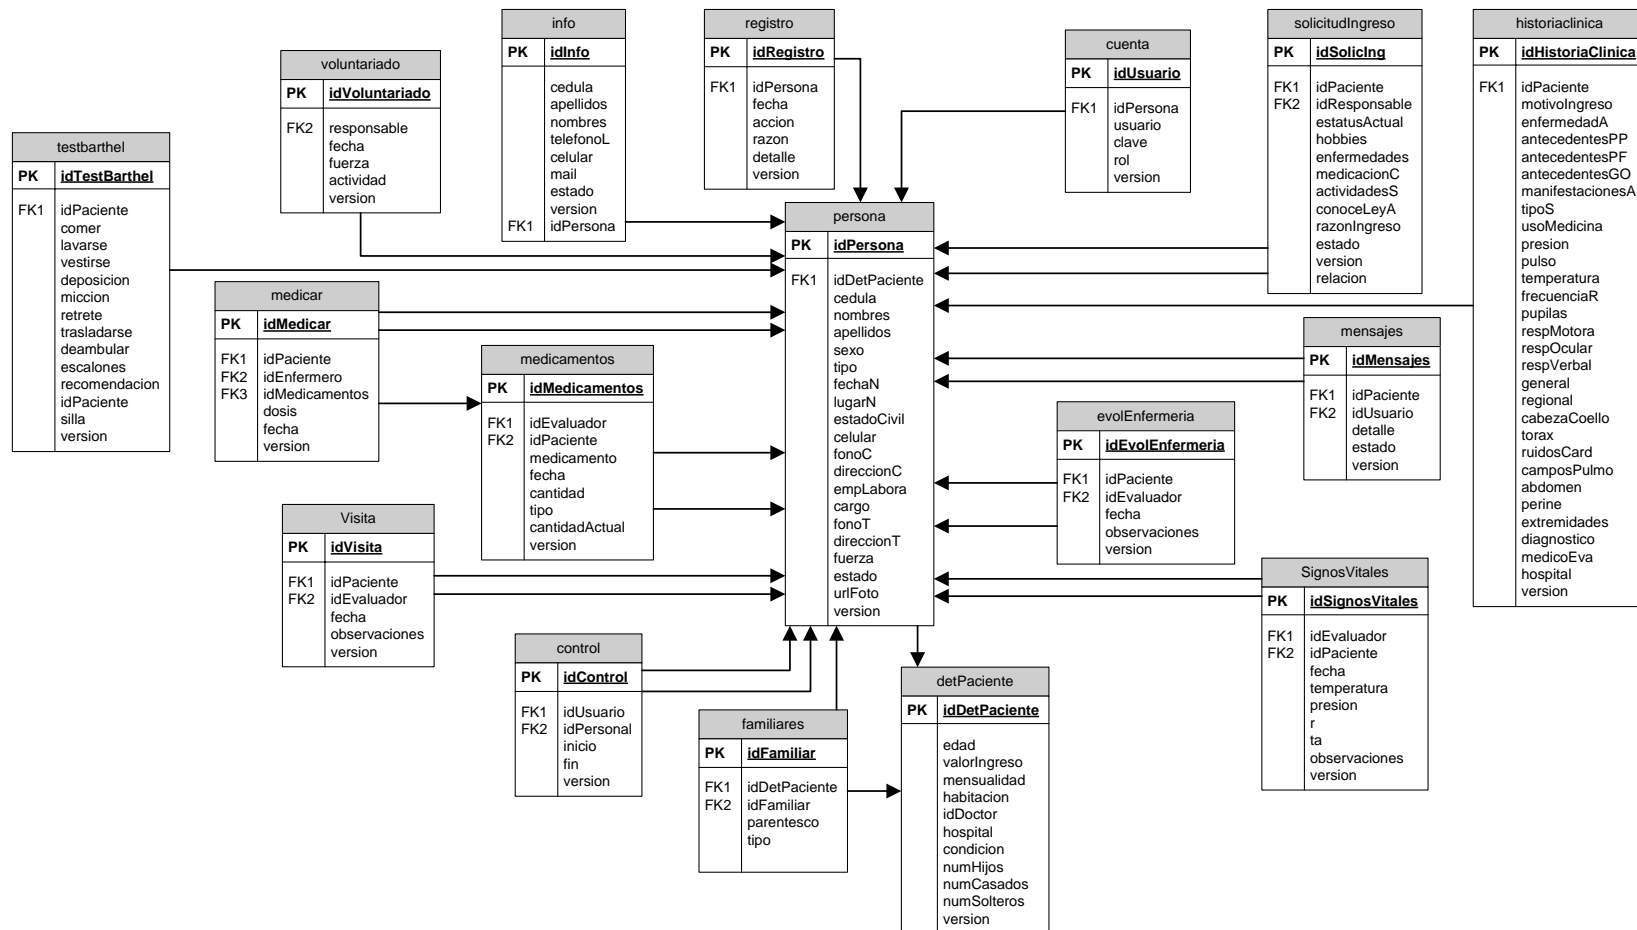 info
PK idInfo
cedula
apellidos
nombres
telefonoL
celular
mail
estado
version
FK1 idPersona
registro
PK idRegistro
FK1 idPersona
fecha
accion
razon
detalle
version
cuenta
PK idUsuario
FK1 idPersona
usuario
clave
rol
version
solicitudIngreso
PK idSolicIng
FK1 idPaciente
FK2 idResponsable
estatusActual
hobbies
enfermedades
medicacionC
actividadesS
conoceLeyA
razonIngreso
estado
version
relacion
historiaclinica
PK idHistoriaClinica
FK1 idPaciente
motivoIngreso
enfermedadA
antecedentesPP
antecedentesPF
antecedentesGO
manifestacionesA
tipoS
usoMedicina
presion
pulso
temperatura
frecuenciaR
pupilas
respMotora
respOcular
respVerbal
general
regional
cabezaCoello
torax
ruidosCard
camposPulmo
abdomen
perine
extremidades
diagnostico
medicoEva
hospital
version
voluntariado
PK idVoluntariado
FK2 responsable
fecha
fuerza
actividad
version
testbarthel
PK idTestBarthel
FK1 idPaciente
comer
lavarse
vestirse
deposicion
miccion
retrete
trasladarse
deambular
escalones
recomendacion
idPaciente
silla
version
persona
PK idPersona
FK1 idDetPaciente
cedula
nombres
apellidos
sexo
tipo
fechaN
lugarN
estadoCivil
celular
fonoC
direccionC
empLabora
cargo
fonoT
direccionT
fuerza
estado
urlFoto
version
medicar
PK idMedicar
FK1 idPaciente
FK2 idEnfermero
FK3 idMedicamentos
dosis
fecha
version
medicamentos
PK idMedicamentos
FK1 idEvaluador
FK2 idPaciente
medicamento
fecha
cantidad
tipo
cantidadActual
version
mensajes
PK idMensajes
FK1 idPaciente
FK2 idUsuario
detalle
estado
version
evolEnfermeria
PK idEvolEnfermeria
FK1 idPaciente
FK2 idEvaluador
fecha
observaciones
version
Visita
PK idVisita
FK1 idPaciente
FK2 idEvaluador
fecha
observaciones
version
SignosVitales
PK idSignosVitales
FK1 idEvaluador
FK2 idPaciente
fecha
temperatura
presion
r
ta
observaciones
version
control
PK idControl
FK1 idUsuario
FK2 idPersonal
inicio
fin
version
familiares
PK idFamiliar
FK1 idDetPaciente
FK2 idFamiliar
parentesco
tipo
detPaciente
PK idDetPaciente
edad
valorIngreso
mensualidad
habitacion
idDoctor
hospital
condicion
numHijos
numCasados
numSolteros
version